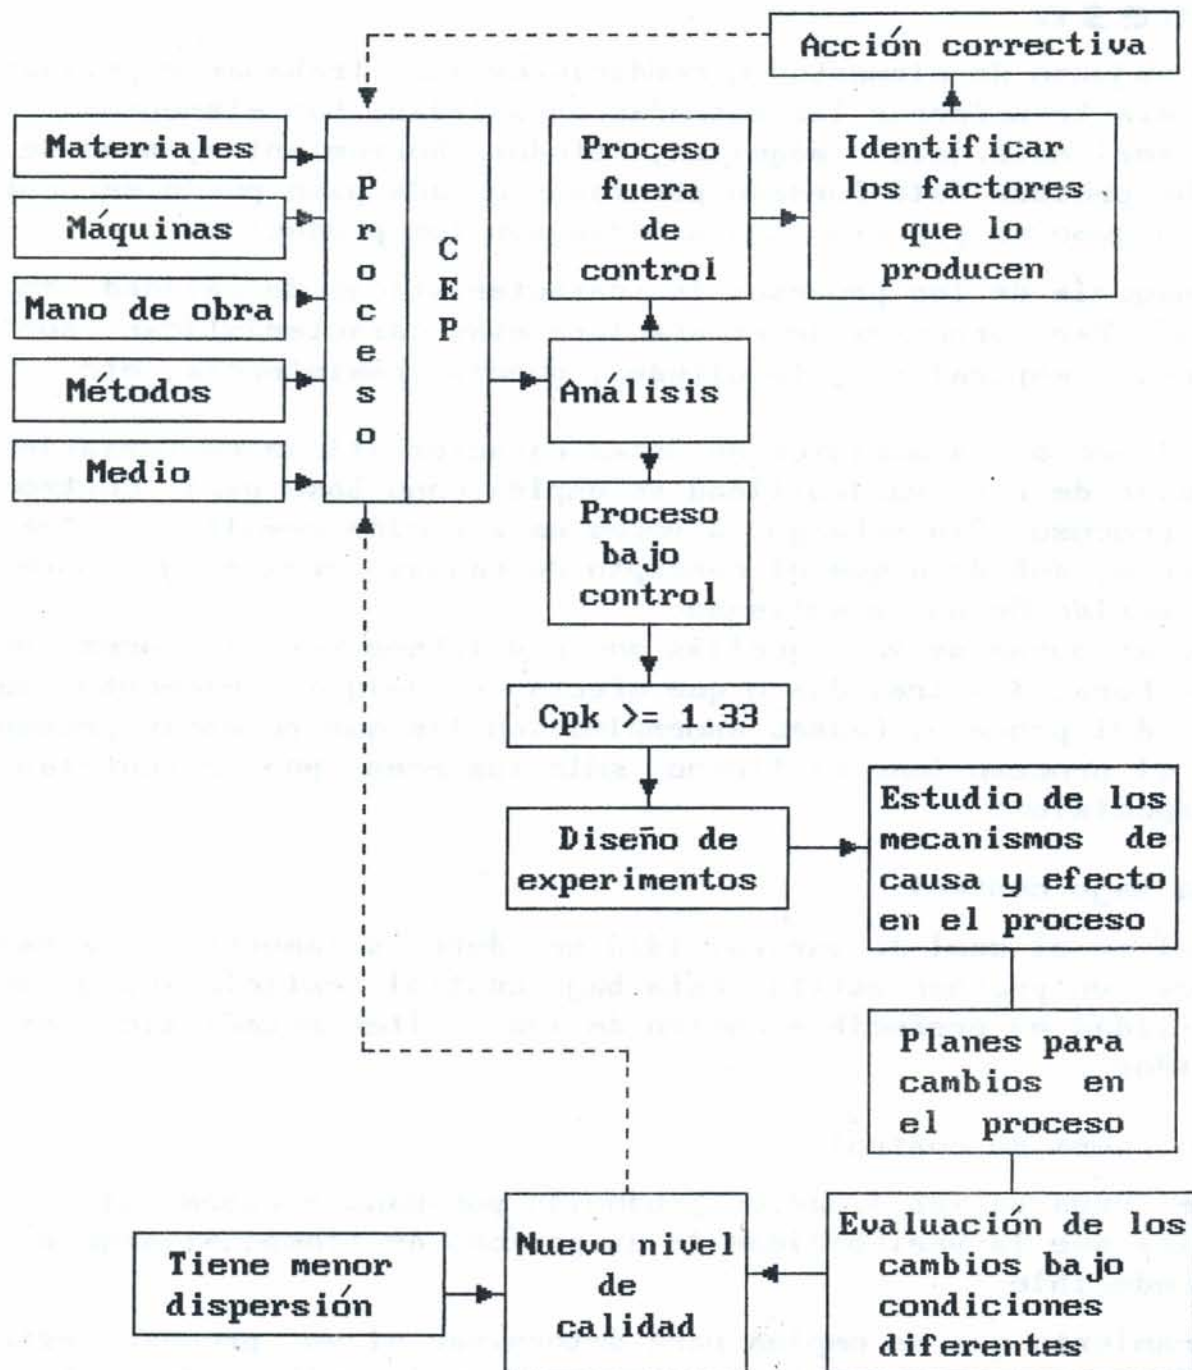 Acción correctiva
Materiales
Máquinas
Mano de obra
Métodos
Medio
Proceso
CEP
Proceso
fuera
de
control
Identificar
los factores
que lo
producen
Análisis
Proceso
bajo
control
Cpk >= 1.33
Diseño de
experimentos
Estudio de los
mecanismos de
causa y efecto
en el proceso
Planes para
cambios en
el proceso
Evaluación de los
cambios bajo
condiciones
diferentes
Nuevo nivel
de
calidad
Tiene menor
dispersión